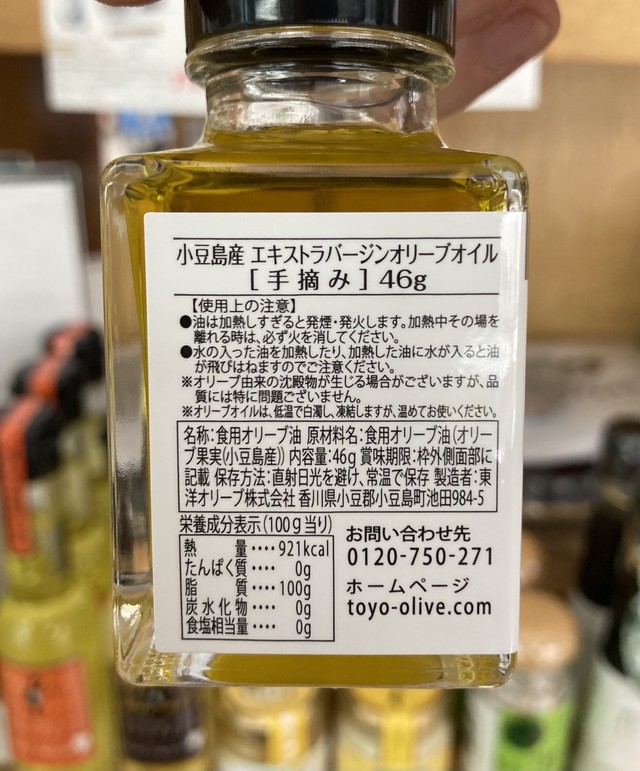 小豆島産 エキストラバージンオリーブオイル
[手摘み] 46g
【使用上の注意】
●油は加熱しすぎると発煙・発火します。加熱中その場を
離れる時は、必ず火を消してください。
●水の入った油を加熱したり、加熱した油に水が入ると油
が飛びはねますのでご注意ください。
※オリーブ由来の沈殿物が生じる場合がございますが、品
質には特に問題ございません。
※オリーブオイルは、低温で白濁し、凍結しますが、温めてお使いください。
名称:食用オリーブ油 原材料名:食用オリーブ油(オリー
ブ果実(小豆島産)) 内容量:46g 賞味期限:枠外側面部に
記載 保存方法:直射日光を避け、常温で保存 製造者:東
洋オリーブ株式会社 香川県小豆郡小豆島町池田984-5
栄養成分表示(100g当り)
熱量‥‥921kcal
たんぱく質‥‥0g
脂質‥‥100g
炭水化物‥‥0g
食塩相当量‥‥0g
お問い合わせ先
0120-750-271
ホームページ
toyo-olive.com